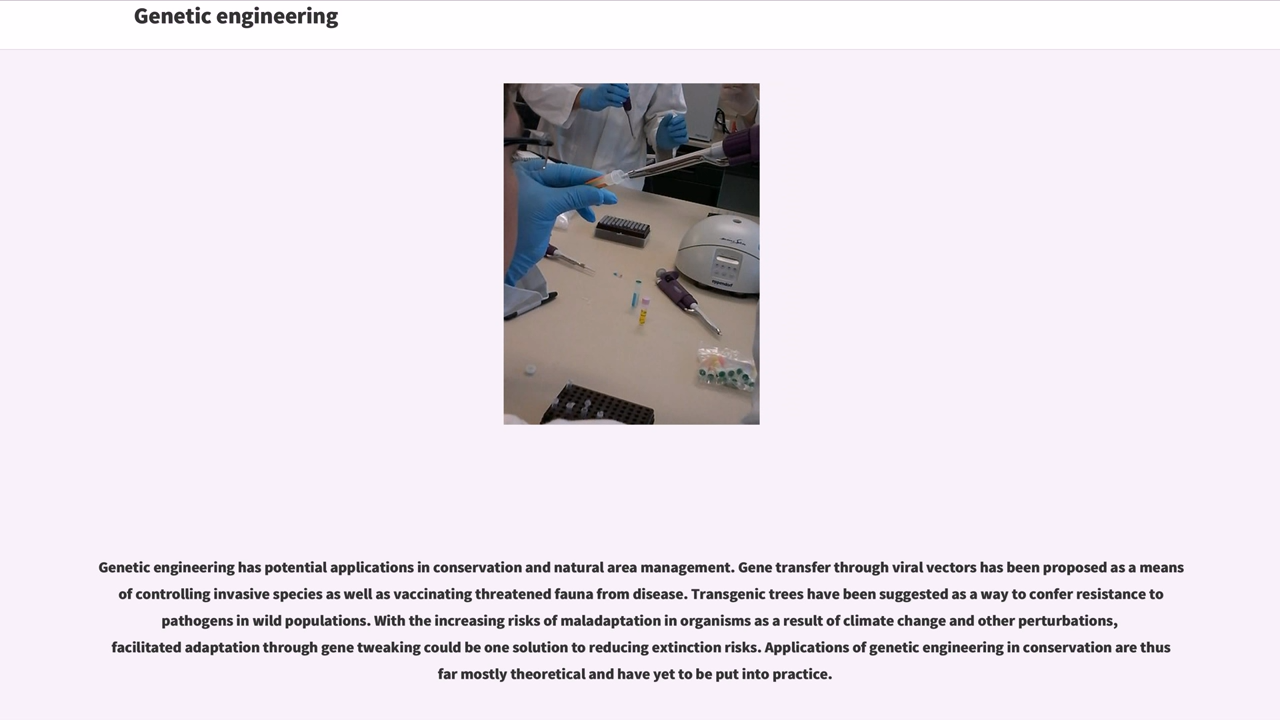 Genetic engineering
Genetic engineering has potential applications in conservation and natural area management. Gene transfer through viral vectors has been proposed as a means
of controlling invasive species as well as vaccinating threatened fauna from disease. Transgenic trees have been suggested as a way to confer resistance to
pathogens in wild populations. With the increasing risks of maladaptation in organisms as a result of climate change and other perturbations,
facilitated adaptation through gene tweaking could be one solution to reducing extinction risks. Applications of genetic engineering in conservation are thus
far mostly theoretical and have yet to be put into practice.